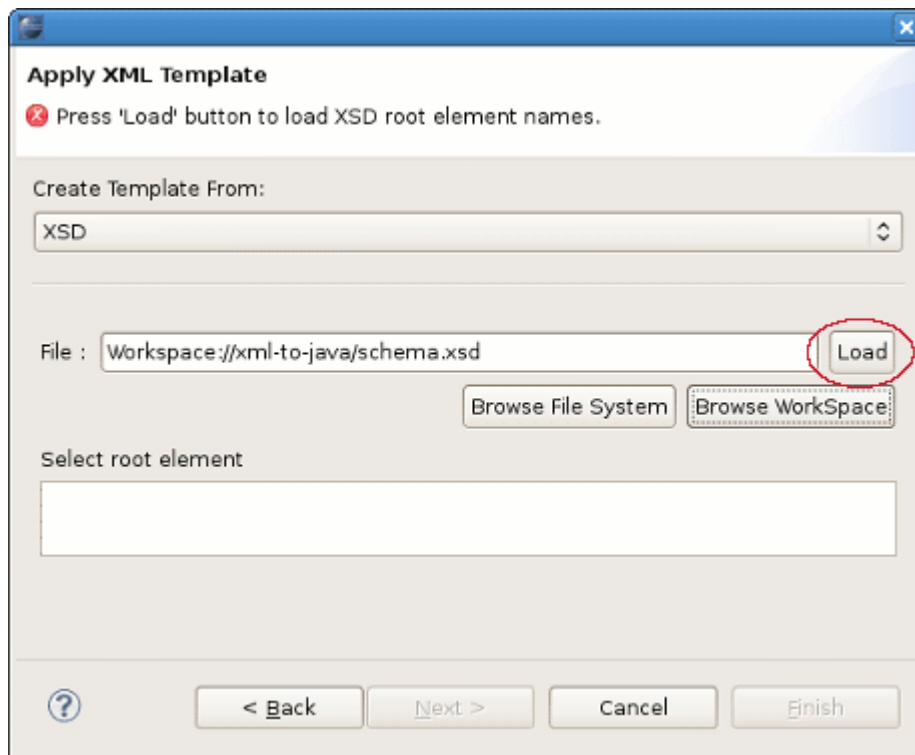 Apply XML Template
Press 'Load' button to load XSD root element names.
Create Template From:
XSD
File : Workspace://xml-to-java/schema.xsd Load
Browse File System Browse WorkSpace
Select root element
? < Back Next > Cancel Finish